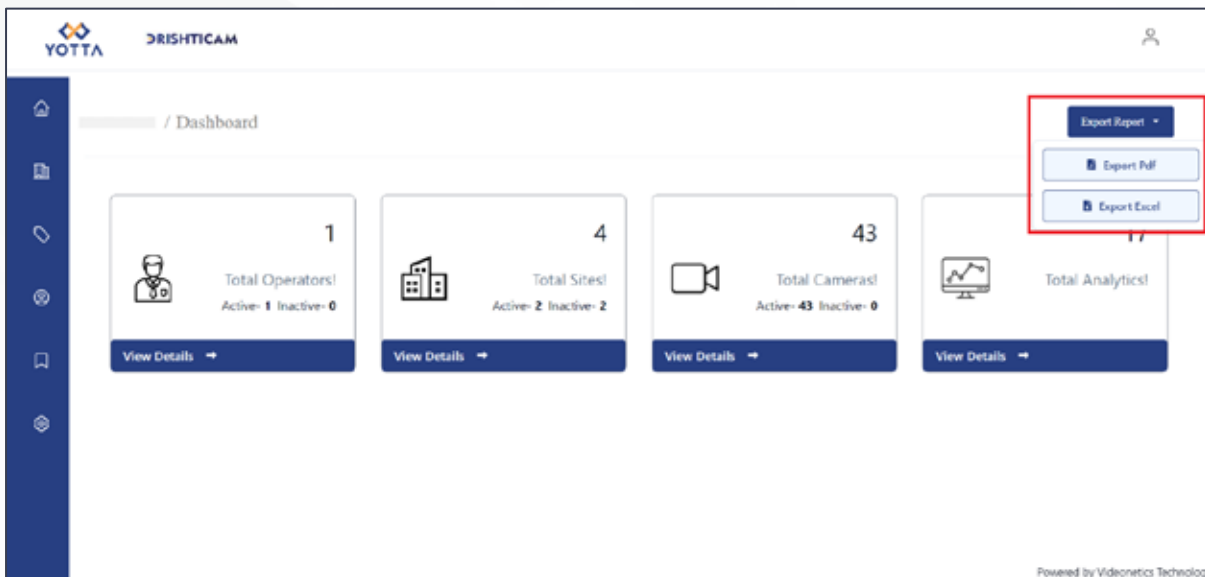 YOTTA
DRISHTICAM
/ Dashboard
Export Report
Export Pdf
Export Excel
1
Total Operators!
Active- 1 Inactive- 0
View Details →
4
Total Sites!
Active- 2 Inactive- 2
View Details →
43
Total Cameras!
Active- 43 Inactive- 0
View Details →
Total Analytics!
View Details →
Powered by Videonetics